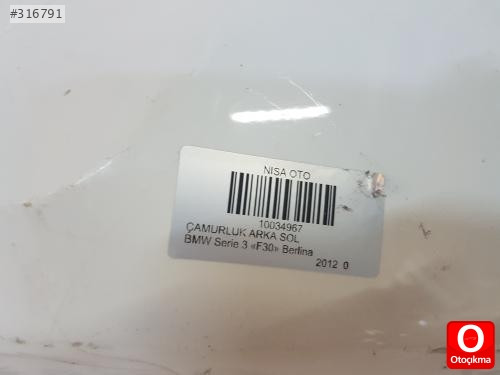 #316791
NISA OTO
10034967
ÇAMURLUK ARKA SOL
BMW Serie 3 «F30» Berlina
2012 0
O
Otoçıkma